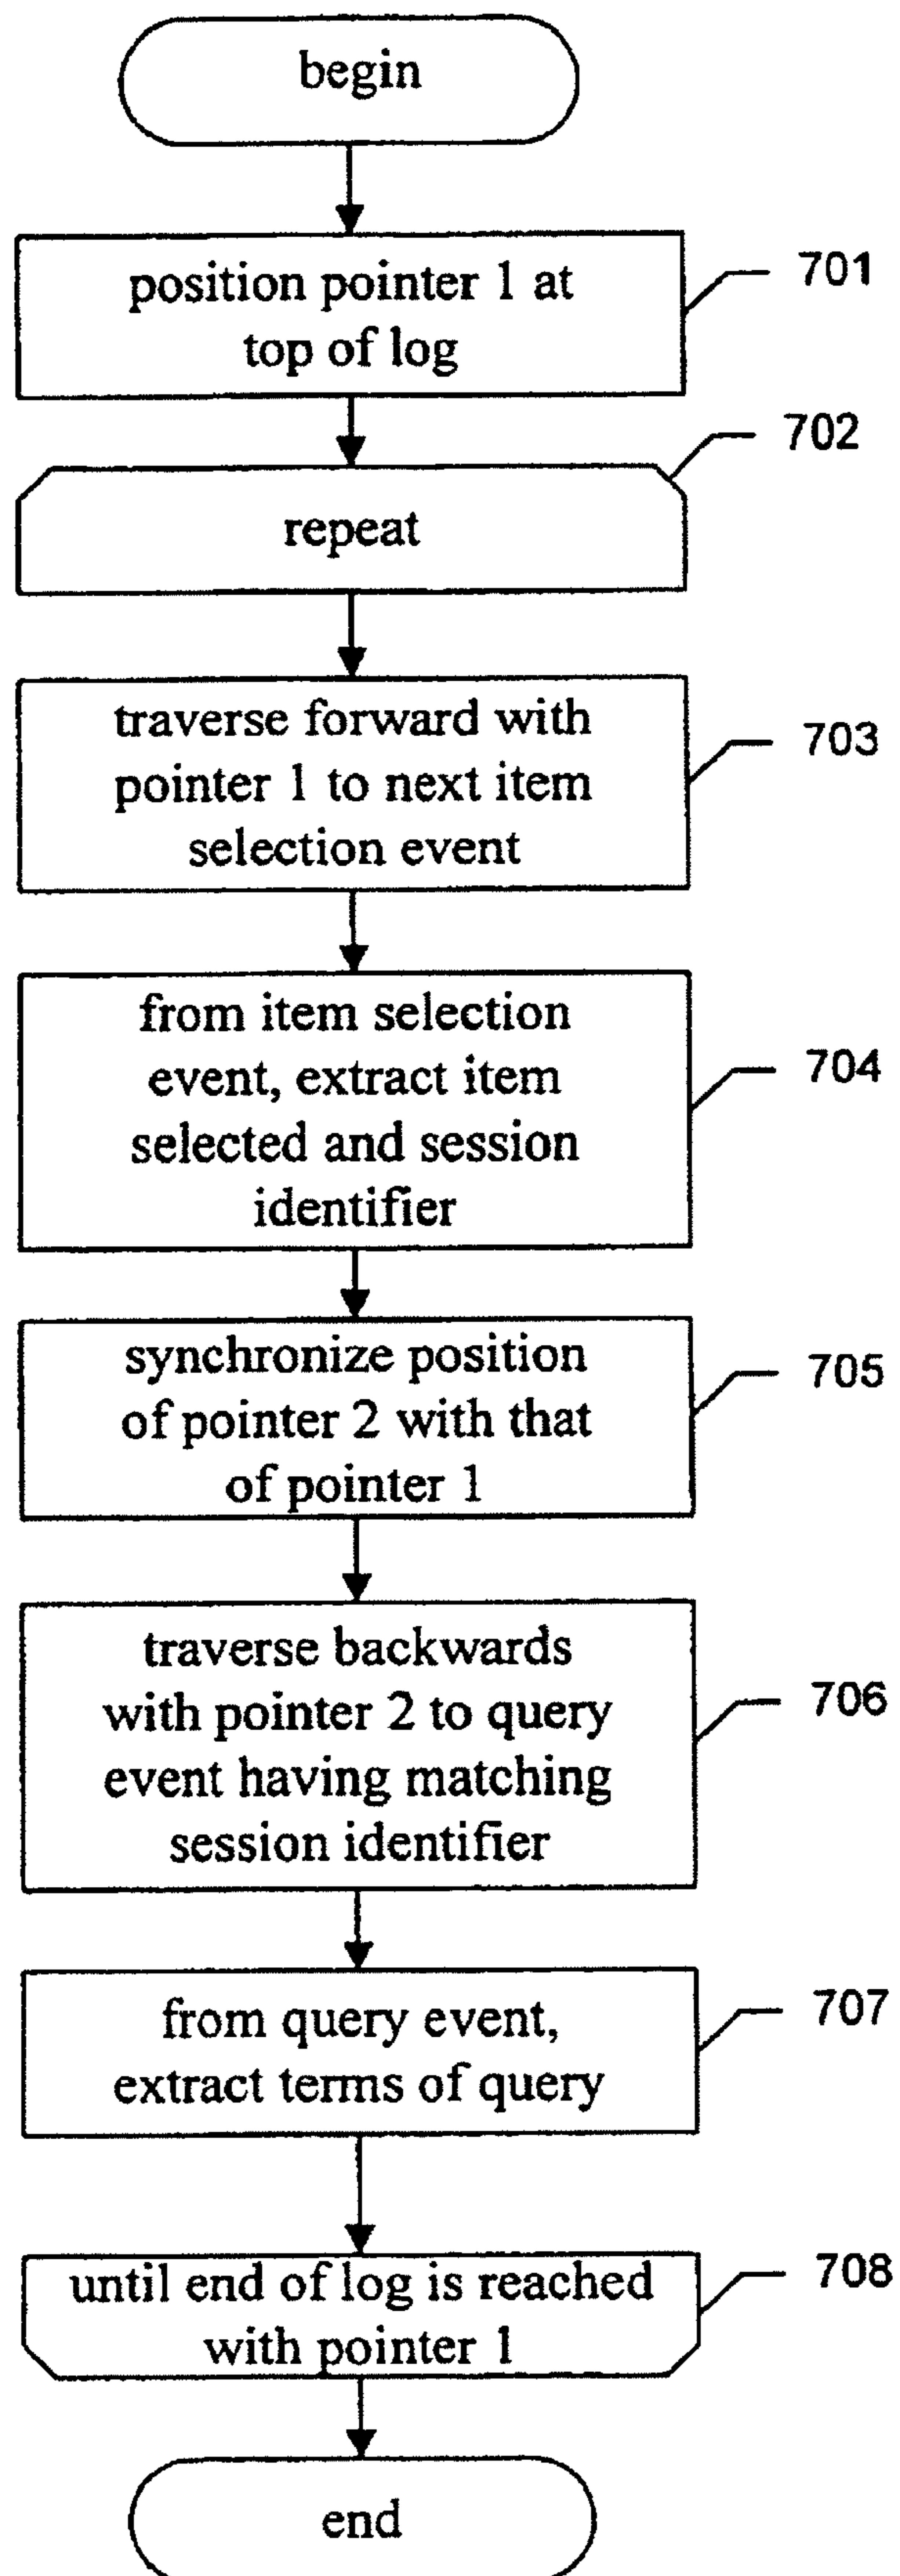 begin
position pointer 1 at
top of log
701
702
repeat
traverse forward with
pointer 1 to next item
selection event
703
from item selection
event, extract item
selected and session
identifier
704
synchronize position
of pointer 2 with that
of pointer 1
705
traverse backwards
with pointer 2 to query
event having matching
session identifier
706
from query event,
extract terms of query
707
until end of log is reached
with pointer 1
708
end